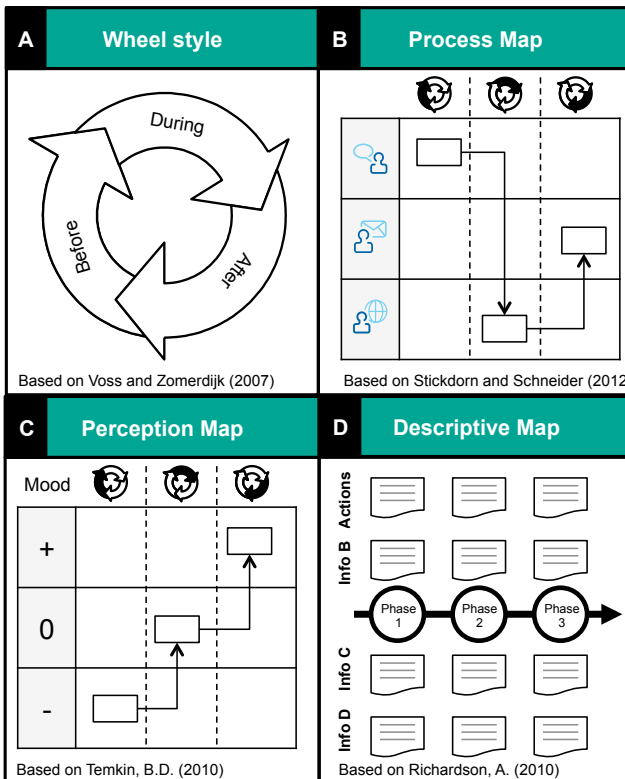 A Wheel style
During
Before
After
Based on Voss and Zomerdijk (2007)
B Process Map
Based on Stickdorn and Schneider (2012
C Perception Map
Mood
+
0
-
Based on Temkin, B.D. (2010)
D Descriptive Map
Actions
Info B
Phase
1
Phase
2
Phase
3
Info C
Info D
Based on Richardson, A. (2010)